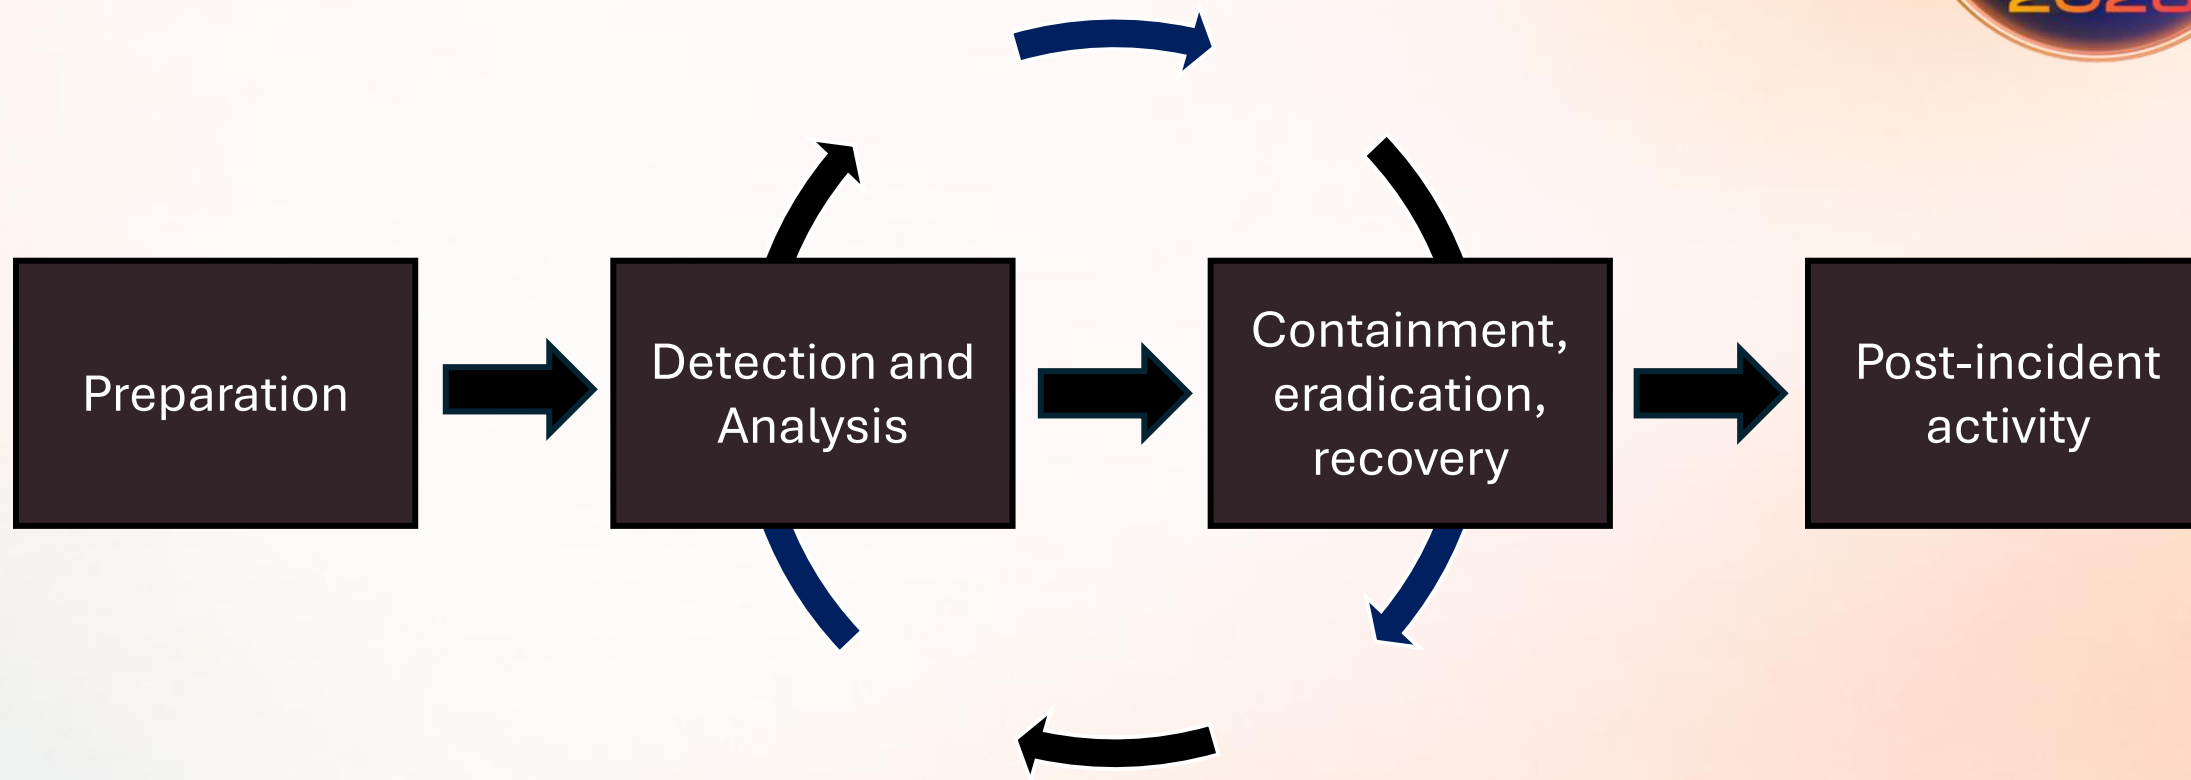 Preparation
Detection and
Analysis
Containment,
eradication,
recovery
Post-incident
activity